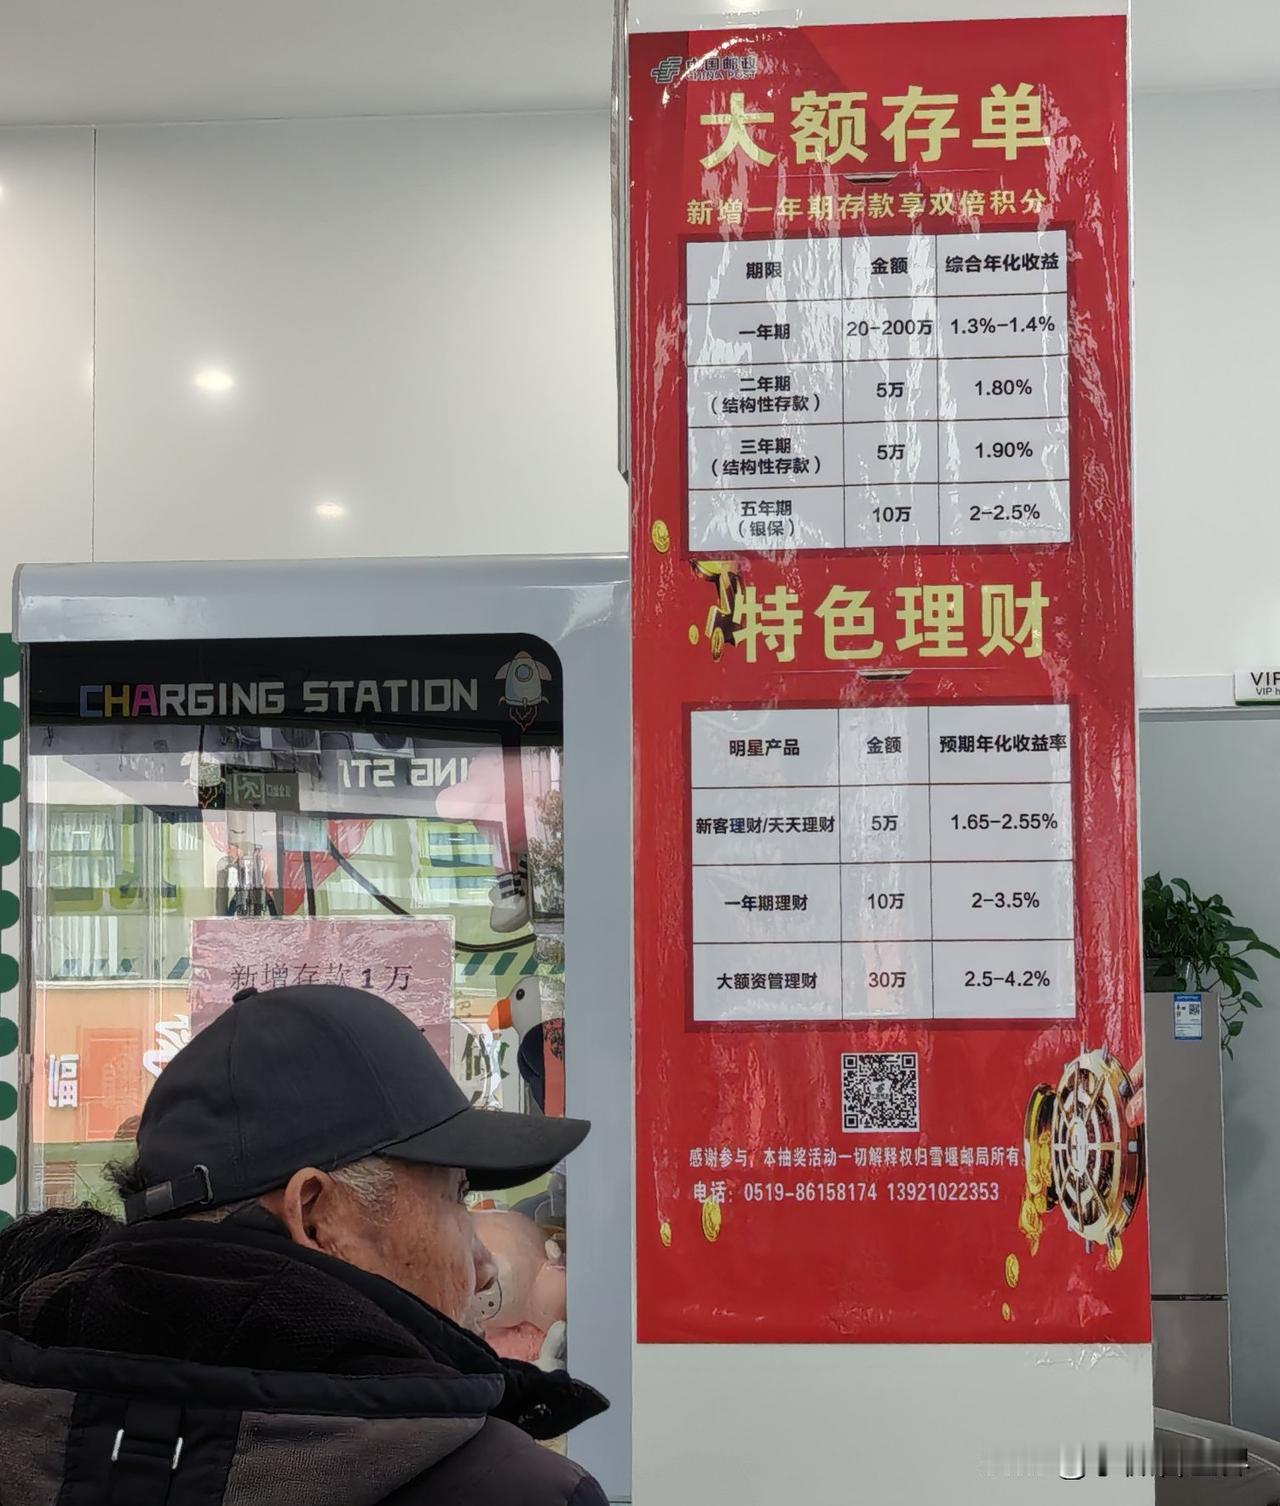 中国邮政
CHINA POST
大额存单
新增一年期存款享双倍积分
期限 金额 综合年化收益
一年期 20-200万 1.3%-1.4%
二年期
（结构性存款） 5万 1.80%
三年期
（结构性存款） 5万 1.90%
五年期
（银保） 10万 2-2.5%
特色理财
明星产品 金额 预期年化收益率
新客理财/天天理财 5万 1.65-2.55%
一年期理财 10万 2-3.5%
大额资管理财 30万 2.5-4.2%
感谢参与，本抽奖活动一切解释权归雪堰邮局所有。
电话：0519-86158174 13921022353
CHARGING STATION
新增存款1万
VIP